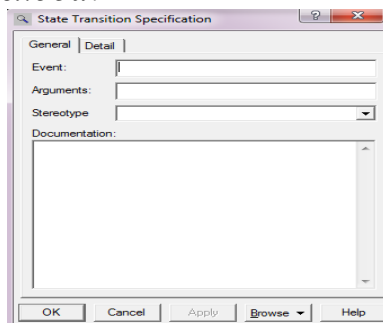 State Transition Specification
General Detail
Event:
Arguments:
Stereotype
Documentation:
OK Cancel Apply Browse Help